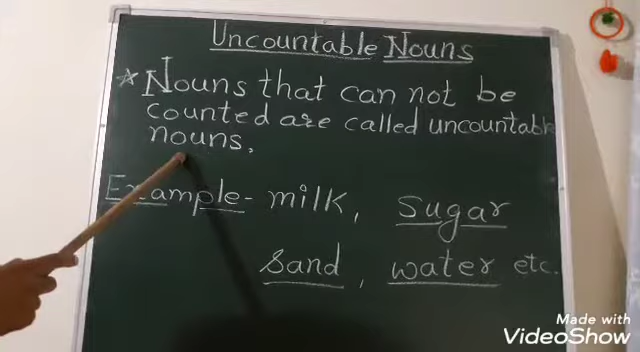 Uncountable Nouns
* Nouns that can not be
counted are called uncountable
nouns.
Example- milk, sugar
sand, water etc.
Made with
VideoShow